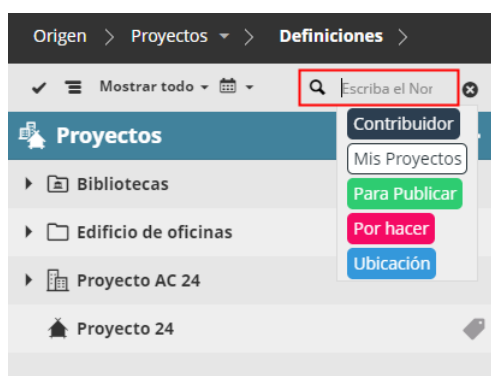 Origen > Proyectos > Definiciones >
Mostrar todo
Escriba el Nor
Proyectos
Contribuidor
Mis Proyectos
Para Publicar
Por hacer
Ubicación
Bibliotecas
Edificio de oficinas
Proyecto AC 24
Proyecto 24